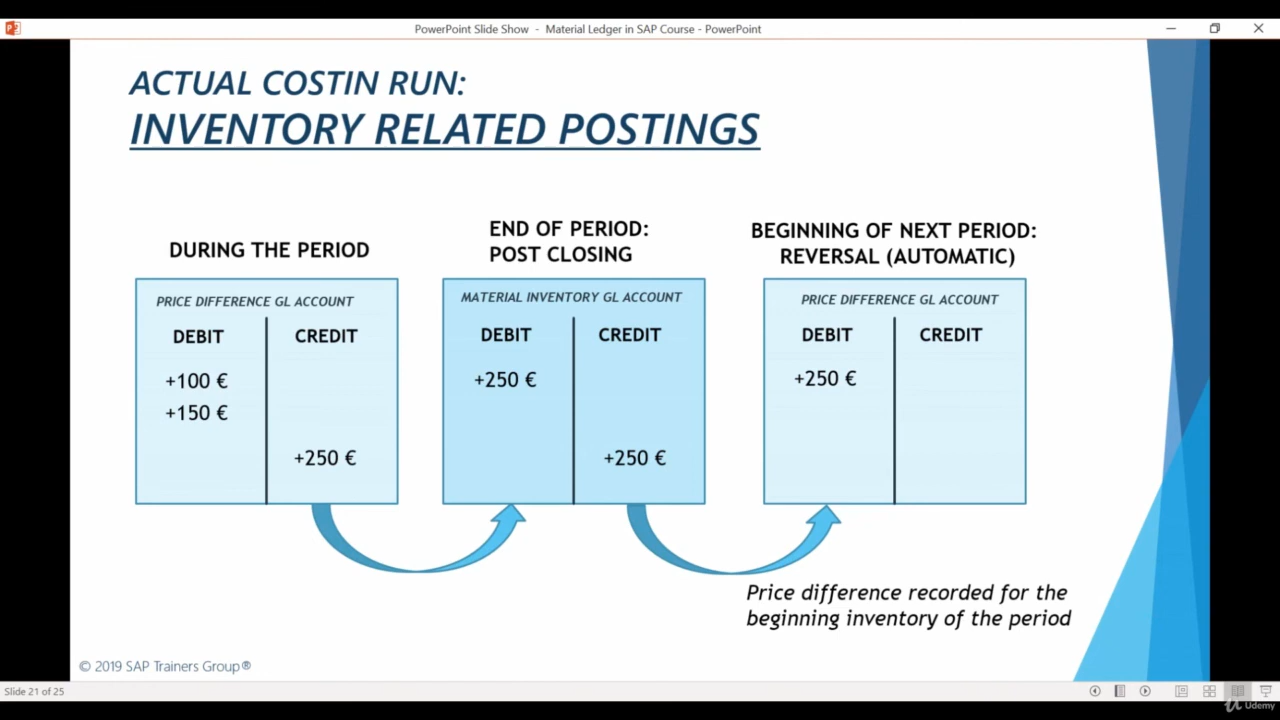 PowerPoint Slide Show - Material Ledger in SAP Course - PowerPoint
ACTUAL COSTIN RUN:
INVENTORY RELATED POSTINGS
DURING THE PERIOD
PRICE DIFFERENCE GL ACCOUNT
DEBIT CREDIT
+100 €
+150 €
+250 €
END OF PERIOD:
POST CLOSING
MATERIAL INVENTORY GL ACCOUNT
DEBIT CREDIT
+250 €
+250 €
BEGINNING OF NEXT PERIOD:
REVERSAL (AUTOMATIC)
PRICE DIFFERENCE GL ACCOUNT
DEBIT CREDIT
+250 €
Price difference recorded for the
beginning inventory of the period
© 2019 SAP Trainers Group®
Slide 21 of 25
Udemy